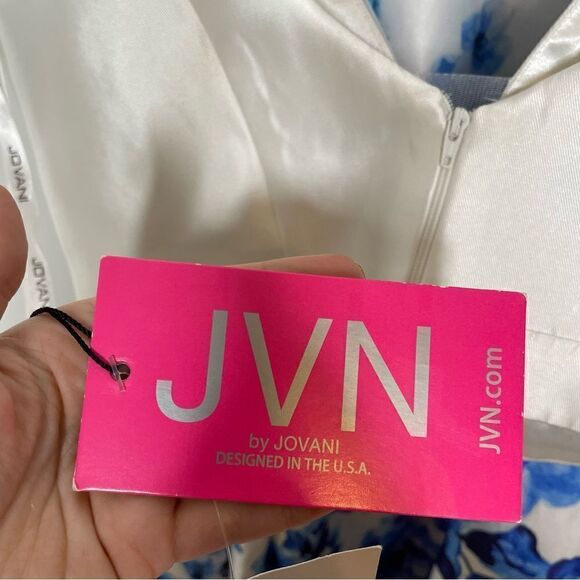 JOVANI
JOVANI
JVN
by JOVANI
DESIGNED IN THE U.S.A.
JVN.com